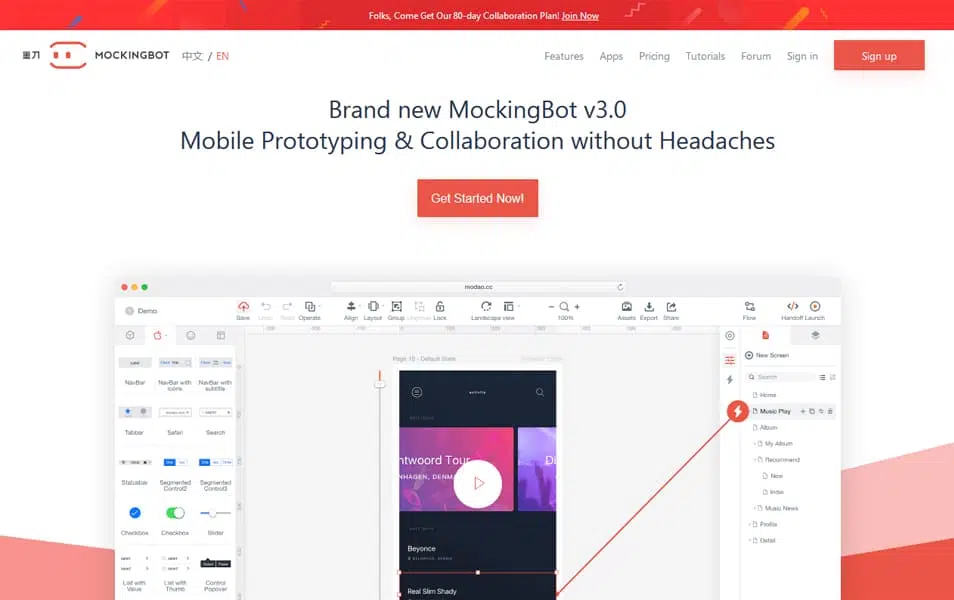 Folks, Come Get Our 80-day Collaboration Plan! Join Now
墨刀 MOCKINGBOT 中文 / EN
Features Apps Pricing Tutorials Forum Sign in Sign up
Brand new MockingBot v3.0
Mobile Prototyping & Collaboration without Headaches
Get Started Now!
modao.cc
Demo
Save Undo Redo Operate Align Layout Group Ungroup Lock Landscape view 100% Assets Export Share Flow Handoff Launch
Page 10 - Default State
New Screen
Search
Home
Music Play
Album
My Album
Recommend
New
Index
Music News
Profile
Detail
NavBar
NavBar with icons
NavBar with subtitle
Tabbar
Safari
Search
Statusbar
Segmented Control2
Segmented Control3
Checkbox
Checkbox
Slider
List with Value
List with Thumb
Control Popover
activity
ntwoord Tour
NHAGEN, DENMA
Di
Beyonce
Real Slim Shady